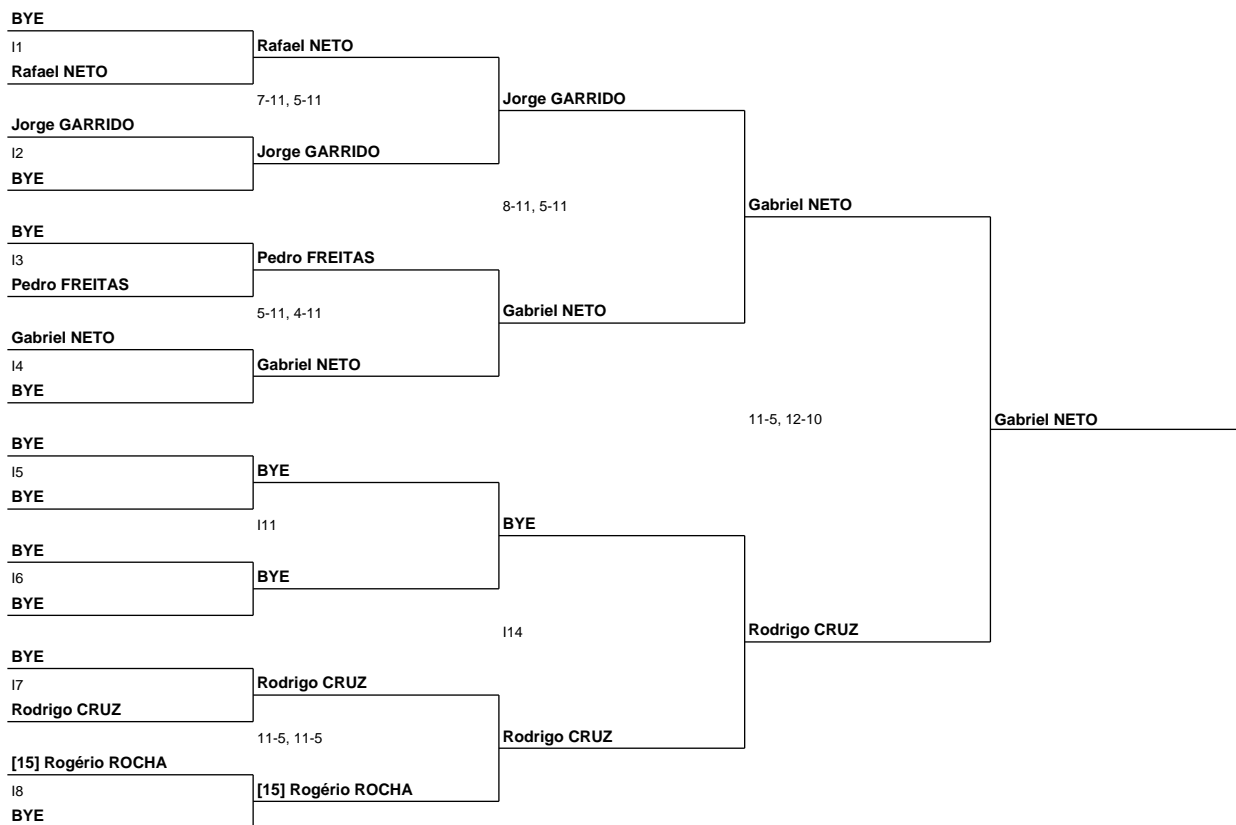 BYE
I1
Rafael NETO
Rafael NETO
7-11, 5-11
Jorge GARRIDO
Jorge GARRIDO
I2
Jorge GARRIDO
BYE
8-11, 5-11
Gabriel NETO
BYE
I3
Pedro FREITAS
Pedro FREITAS
5-11, 4-11
Gabriel NETO
Gabriel NETO
I4
Gabriel NETO
BYE
11-5, 12-10
Gabriel NETO
BYE
I5
BYE
BYE
I11
BYE
BYE
I6
BYE
BYE
I14
Rodrigo CRUZ
BYE
I7
Rodrigo CRUZ
Rodrigo CRUZ
11-5, 11-5
Rodrigo CRUZ
[15] Rogério ROCHA
I8
[15] Rogério ROCHA
BYE